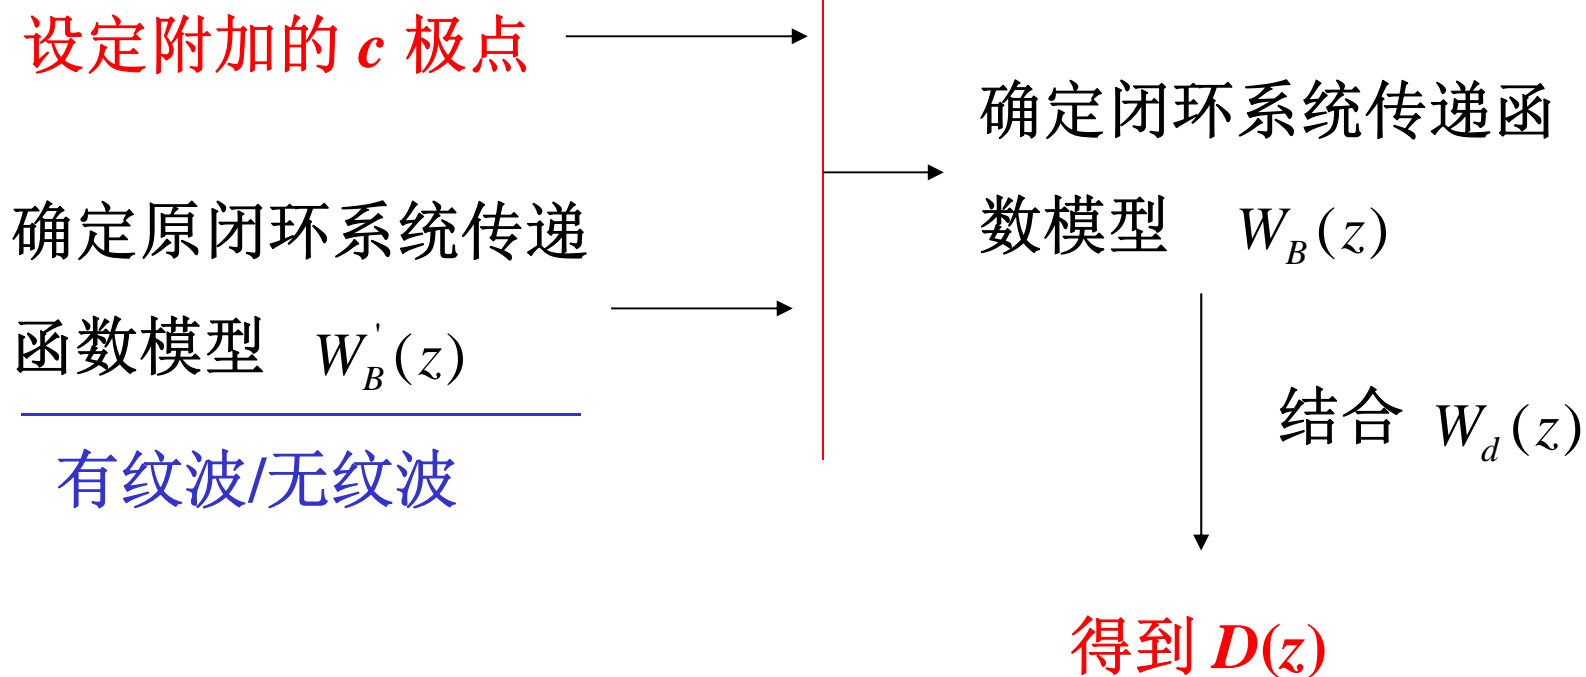 设定附加的 c 极点
确定原闭环系统传递
函数模型 W_B'(z)
有纹波/无纹波
确定闭环系统传递函
数模型 W_B(z)
结合 W_d(z)
得到 D(z)